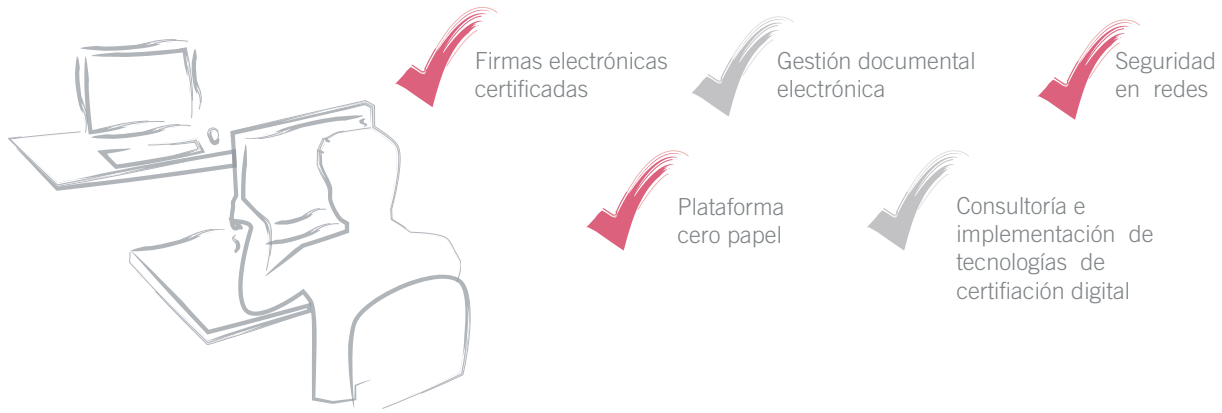 Firmas electrónicas
certificadas
Gestión documental
electrónica
Seguridad
en redes
Plataforma
cero papel
Consultoría e
implementación de
tecnologías de
certifiación digital